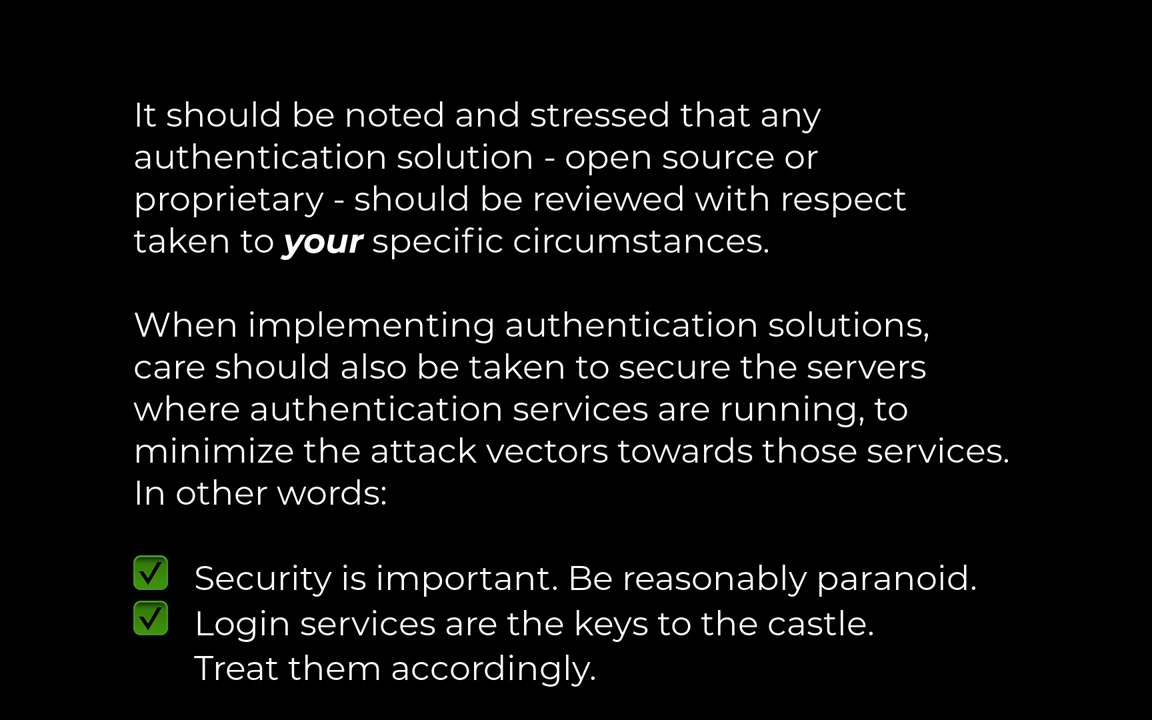 It should be noted and stressed that any
authentication solution - open source or
proprietary - should be reviewed with respect
taken to your specific circumstances.
When implementing authentication solutions,
care should also be taken to secure the servers
where authentication services are running, to
minimize the attack vectors towards those services.
In other words:
Security is important. Be reasonably paranoid.
Login services are the keys to the castle.
Treat them accordingly.